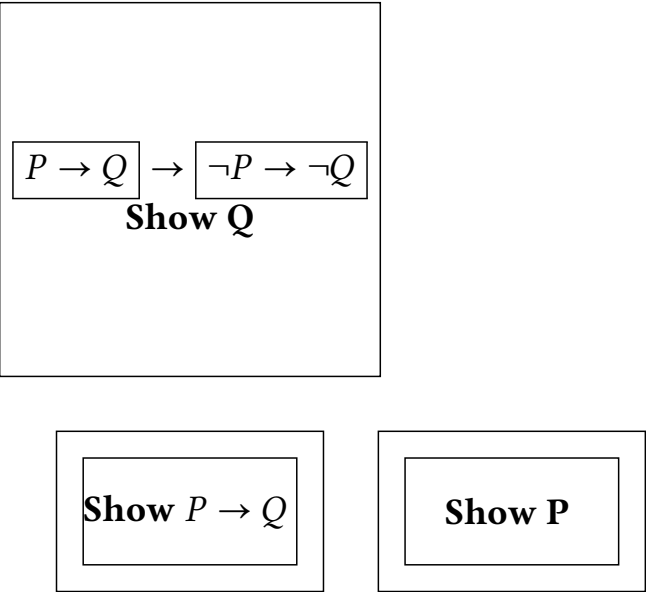 P → Q → ¬P → ¬Q
Show Q
Show P → Q
Show P